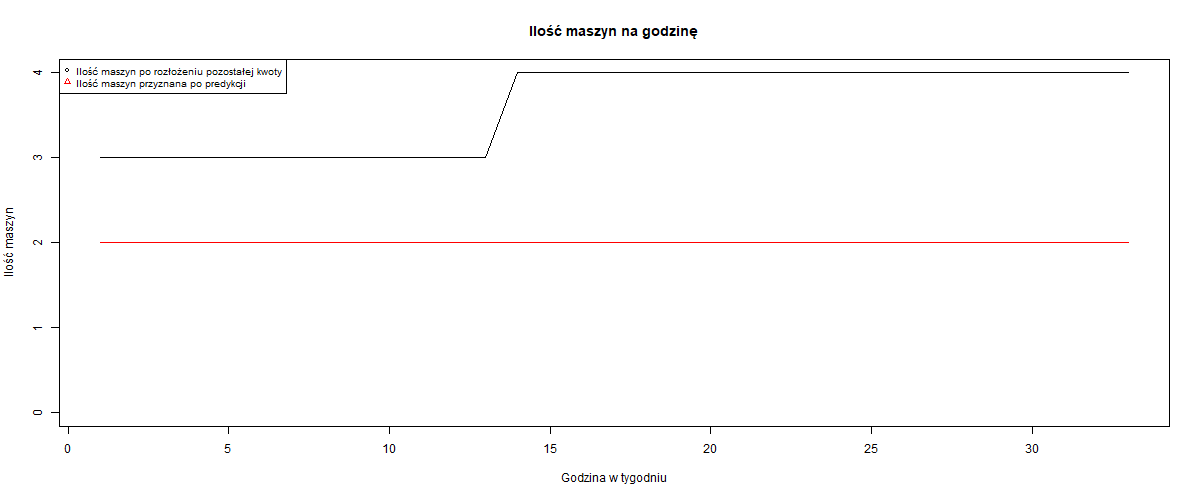 Ilość maszyn na godzinę
Ilość maszyn po rozłożeniu pozostałej kwoty
Ilość maszyn przyznana po predykcji
Ilość maszyn
4
3
2
1
0
0 5 10 15 20 25 30
Godzina w tygodniu